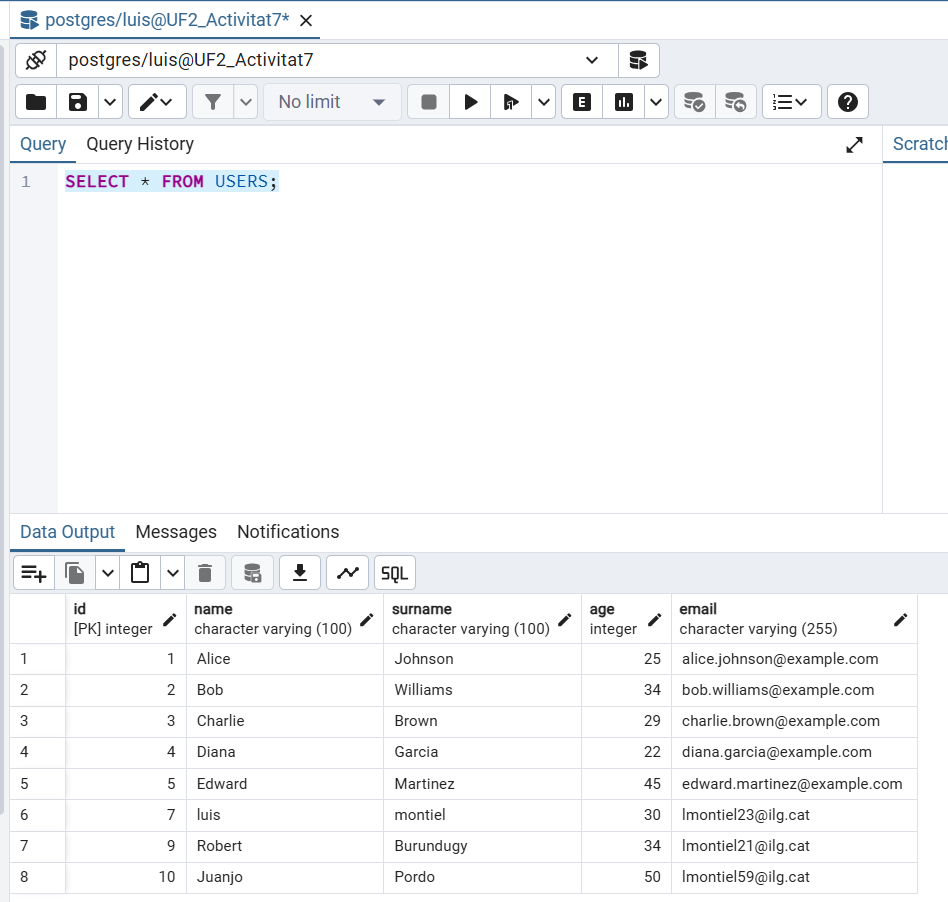 postgres/luis@UF2_Activitat7*
postgres/luis@UF2_Activitat7
No limit
E
Query Query History Scratch
1 SELECT * FROM USERS;
Data Output Messages Notifications
SQL
id name surname age email
[PK] integer character varying (100) character varying (100) integer character varying (255)
1 1 Alice Johnson 25 alice.johnson@example.com
2 2 Bob Williams 34 bob.williams@example.com
3 3 Charlie Brown 29 charlie.brown@example.com
4 4 Diana Garcia 22 diana.garcia@example.com
5 5 Edward Martinez 45 edward.martinez@example.com
6 7 luis montiel 30 lmontiel23@ilg.cat
7 9 Robert Burundugy 34 lmontiel21@ilg.cat
8 10 Juanjo Pordo 50 lmontiel59@ilg.cat